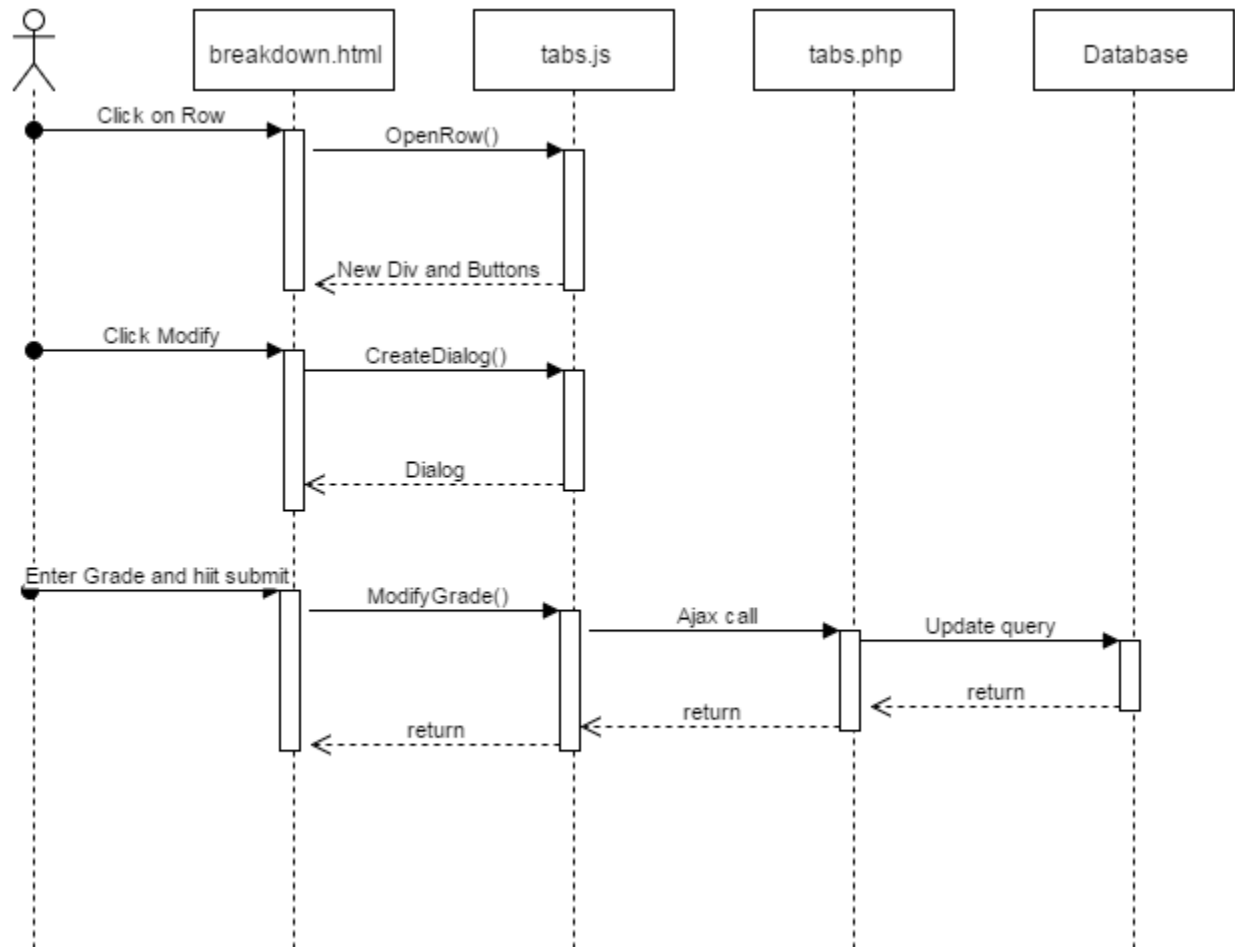 breakdown.html
tabs.js
tabs.php
Database
Click on Row
OpenRow()
New Div and Buttons
Click Modify
CreateDialog()
Dialog
Enter Grade and hiit submit
ModifyGrade()
Ajax call
Update query
return
return
return